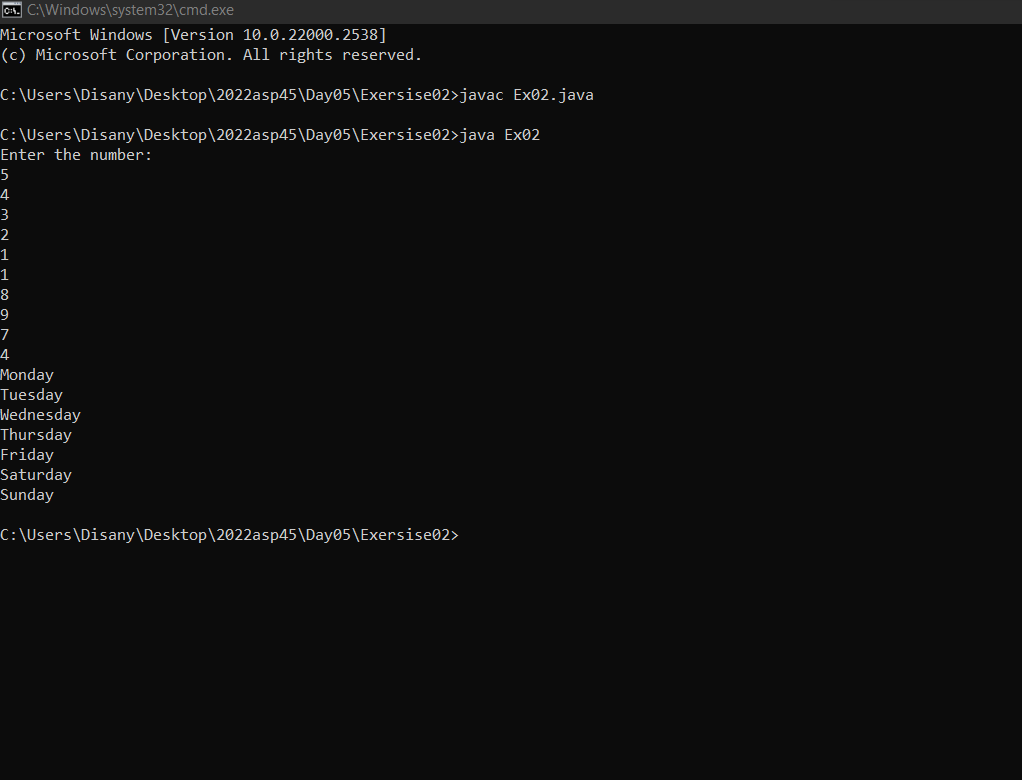 C:\Windows\system32\cmd.exe
Microsoft Windows [Version 10.0.22000.2538]
(c) Microsoft Corporation. All rights reserved.
C:\Users\Disany\Desktop\2022asp45\Day05\Exersise02>javac Ex02.java
C:\Users\Disany\Desktop\2022asp45\Day05\Exersise02>java Ex02
Enter the number:
5
4
3
2
1
1
8
9
7
4
Monday
Tuesday
Wednesday
Thursday
Friday
Saturday
Sunday
C:\Users\Disany\Desktop\2022asp45\Day05\Exersise02>